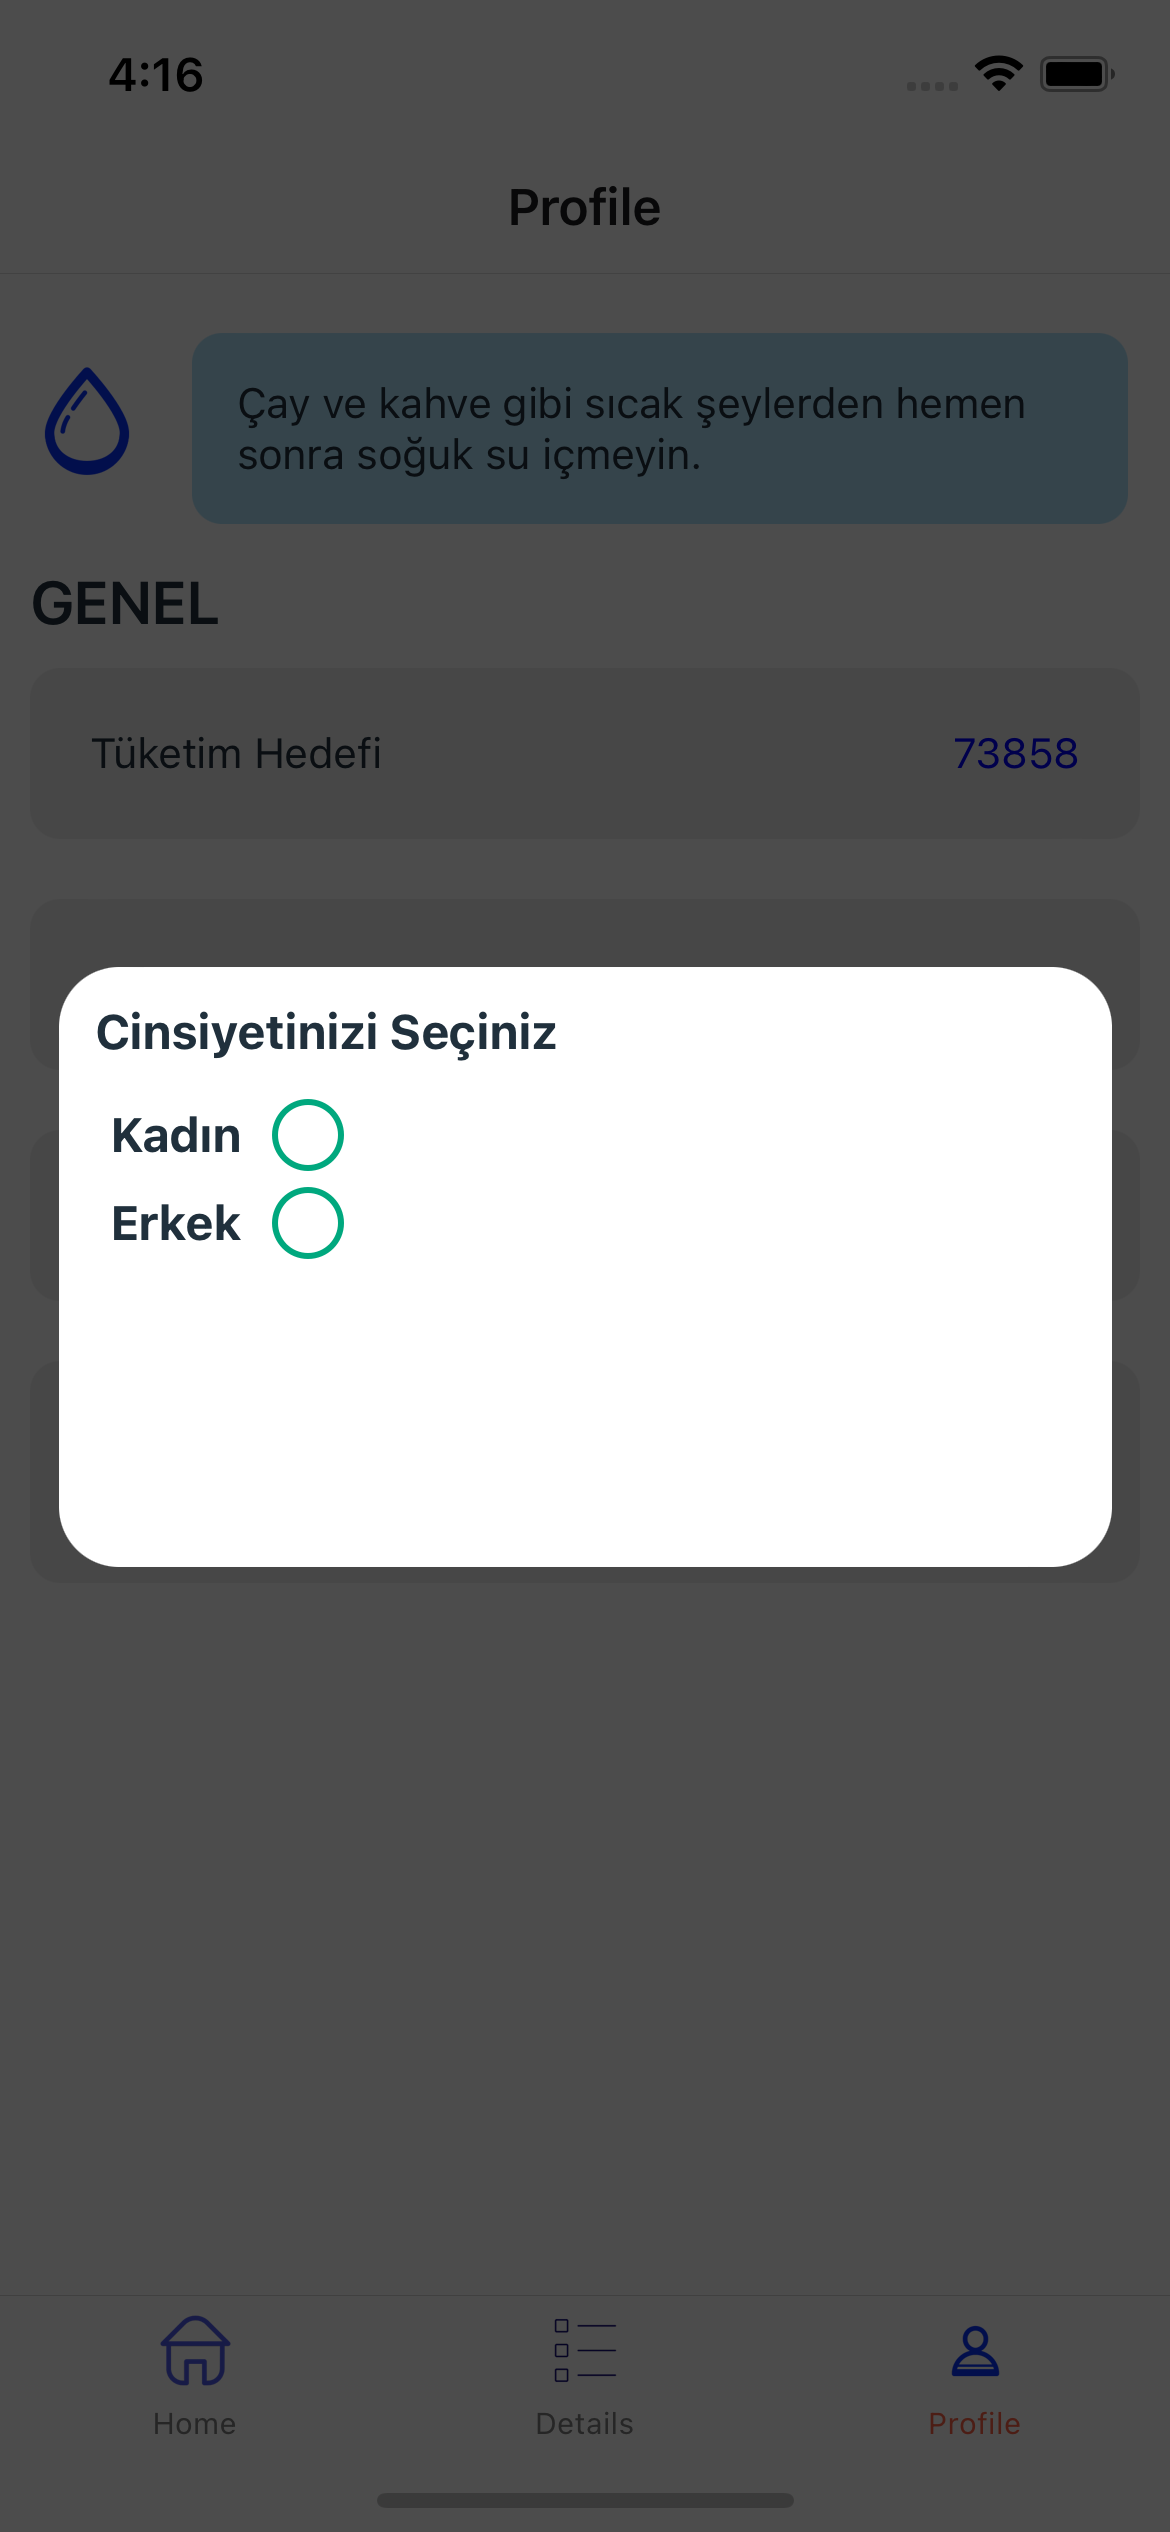 4:16
Profile
Çay ve kahve gibi sıcak şeylerden hemen
sonra soğuk su içmeyin.
GENEL
Tüketim Hedefi 73858
Cinsiyetinizi Seçiniz
Kadın
Erkek
Home Details Profile